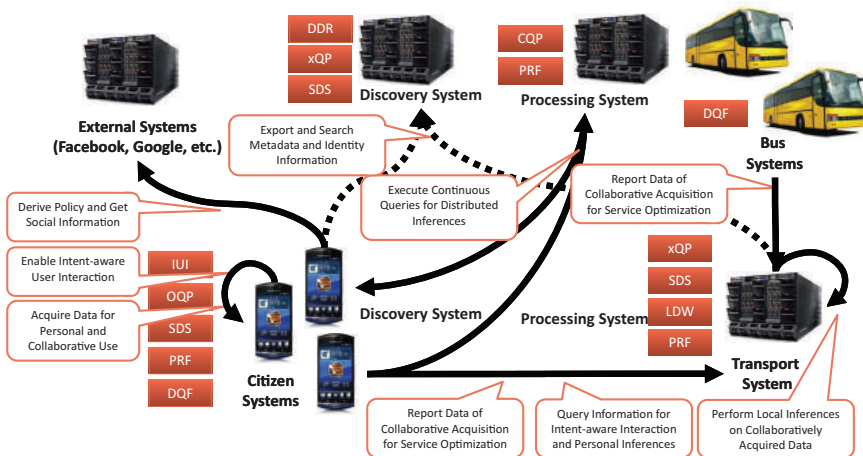 DDR
xQP
SDS
Discovery System
CQP
PRF
Processing System
DQF
Bus
Systems
External Systems
(Facebook, Google, etc.)
Export and Search
Metadata and Identity
Information
Execute Continuous
Queries for Distributed
Inferences
Report Data of
Collaborative Acquisition
for Service Optimization
Derive Policy and Get
Social Information
Enable Intent-aware
User Interaction
Acquire Data for
Personal and
Collaborative Use
IUI
OQP
SDS
PRF
DQF
Citizen
Systems
Discovery System
Processing System
xQP
SDS
LDW
PRF
Transport
System
Report Data of
Collaborative Acquisition
for Service Optimization
Query Information for
Intent-aware Interaction
and Personal Inferences
Perform Local Inferences
on Collaboratively
Acquired Data